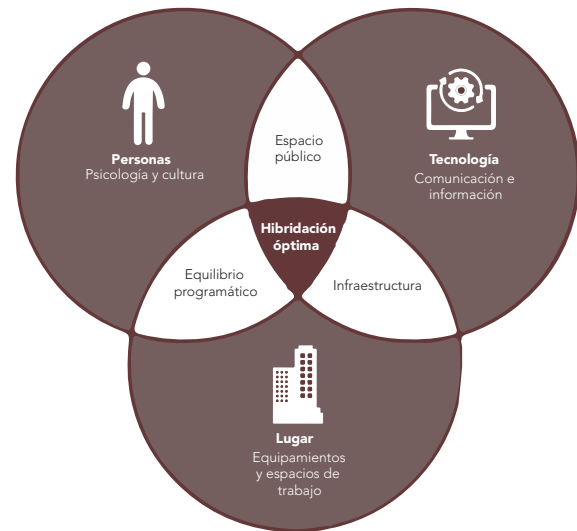 Personas
Psicología y cultura
Espacio
público
Tecnología
Comunicación e
información
Hibridación
óptima
Equilibrio
programático
Infraestructura
Lugar
Equipamientos
y espacios de
trabajo